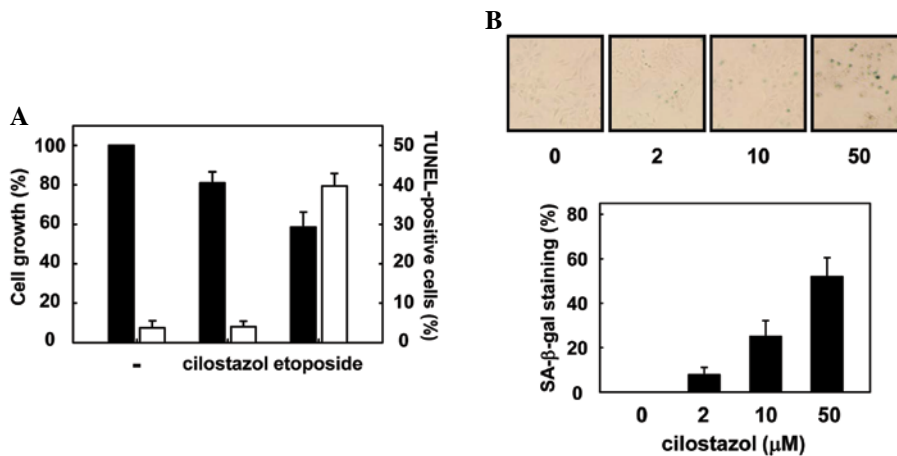 A
100
80
60
40
20
0
Cell growth (%)
50
40
30
20
10
0
TUNEL-positive cells
(%)
- cilostazol etoposide
B
0 2 10 50
80
60
40
20
0
SA-β-gal staining (%)
0 2 10 50
cilostazol (μM)